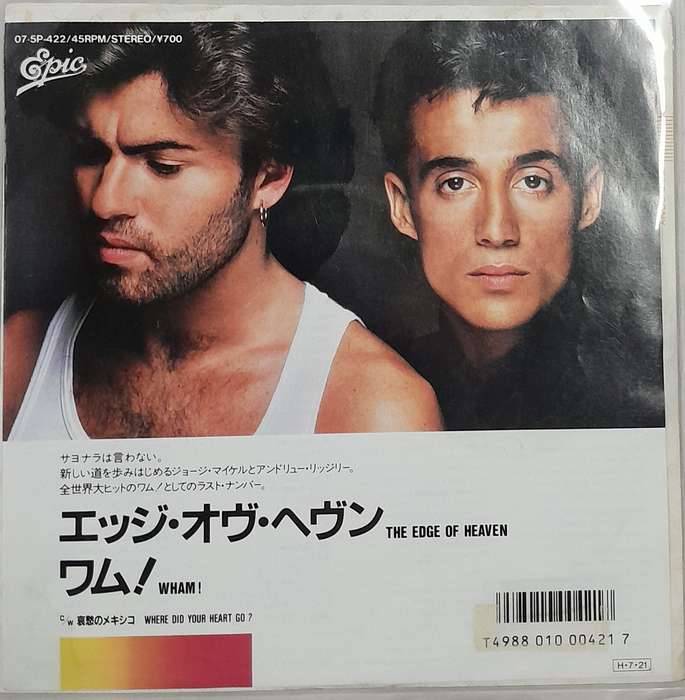 07・5P-422/45RPM/STEREO/¥700
Epic
サヨナラは言わない。
新しい道を歩みはじめるジョージ・マイケルとアンドリュー・リッジリー。
全世界大ヒットのワム!としてのラスト・ナンバー。
エッジ・オヴ・ヘヴン THE EDGE OF HEAVEN
ワム! WHAM!
c/w 哀愁のメキシコ WHERE DID YOUR HEART GO?
T4988 010 00421 7
H・7・21